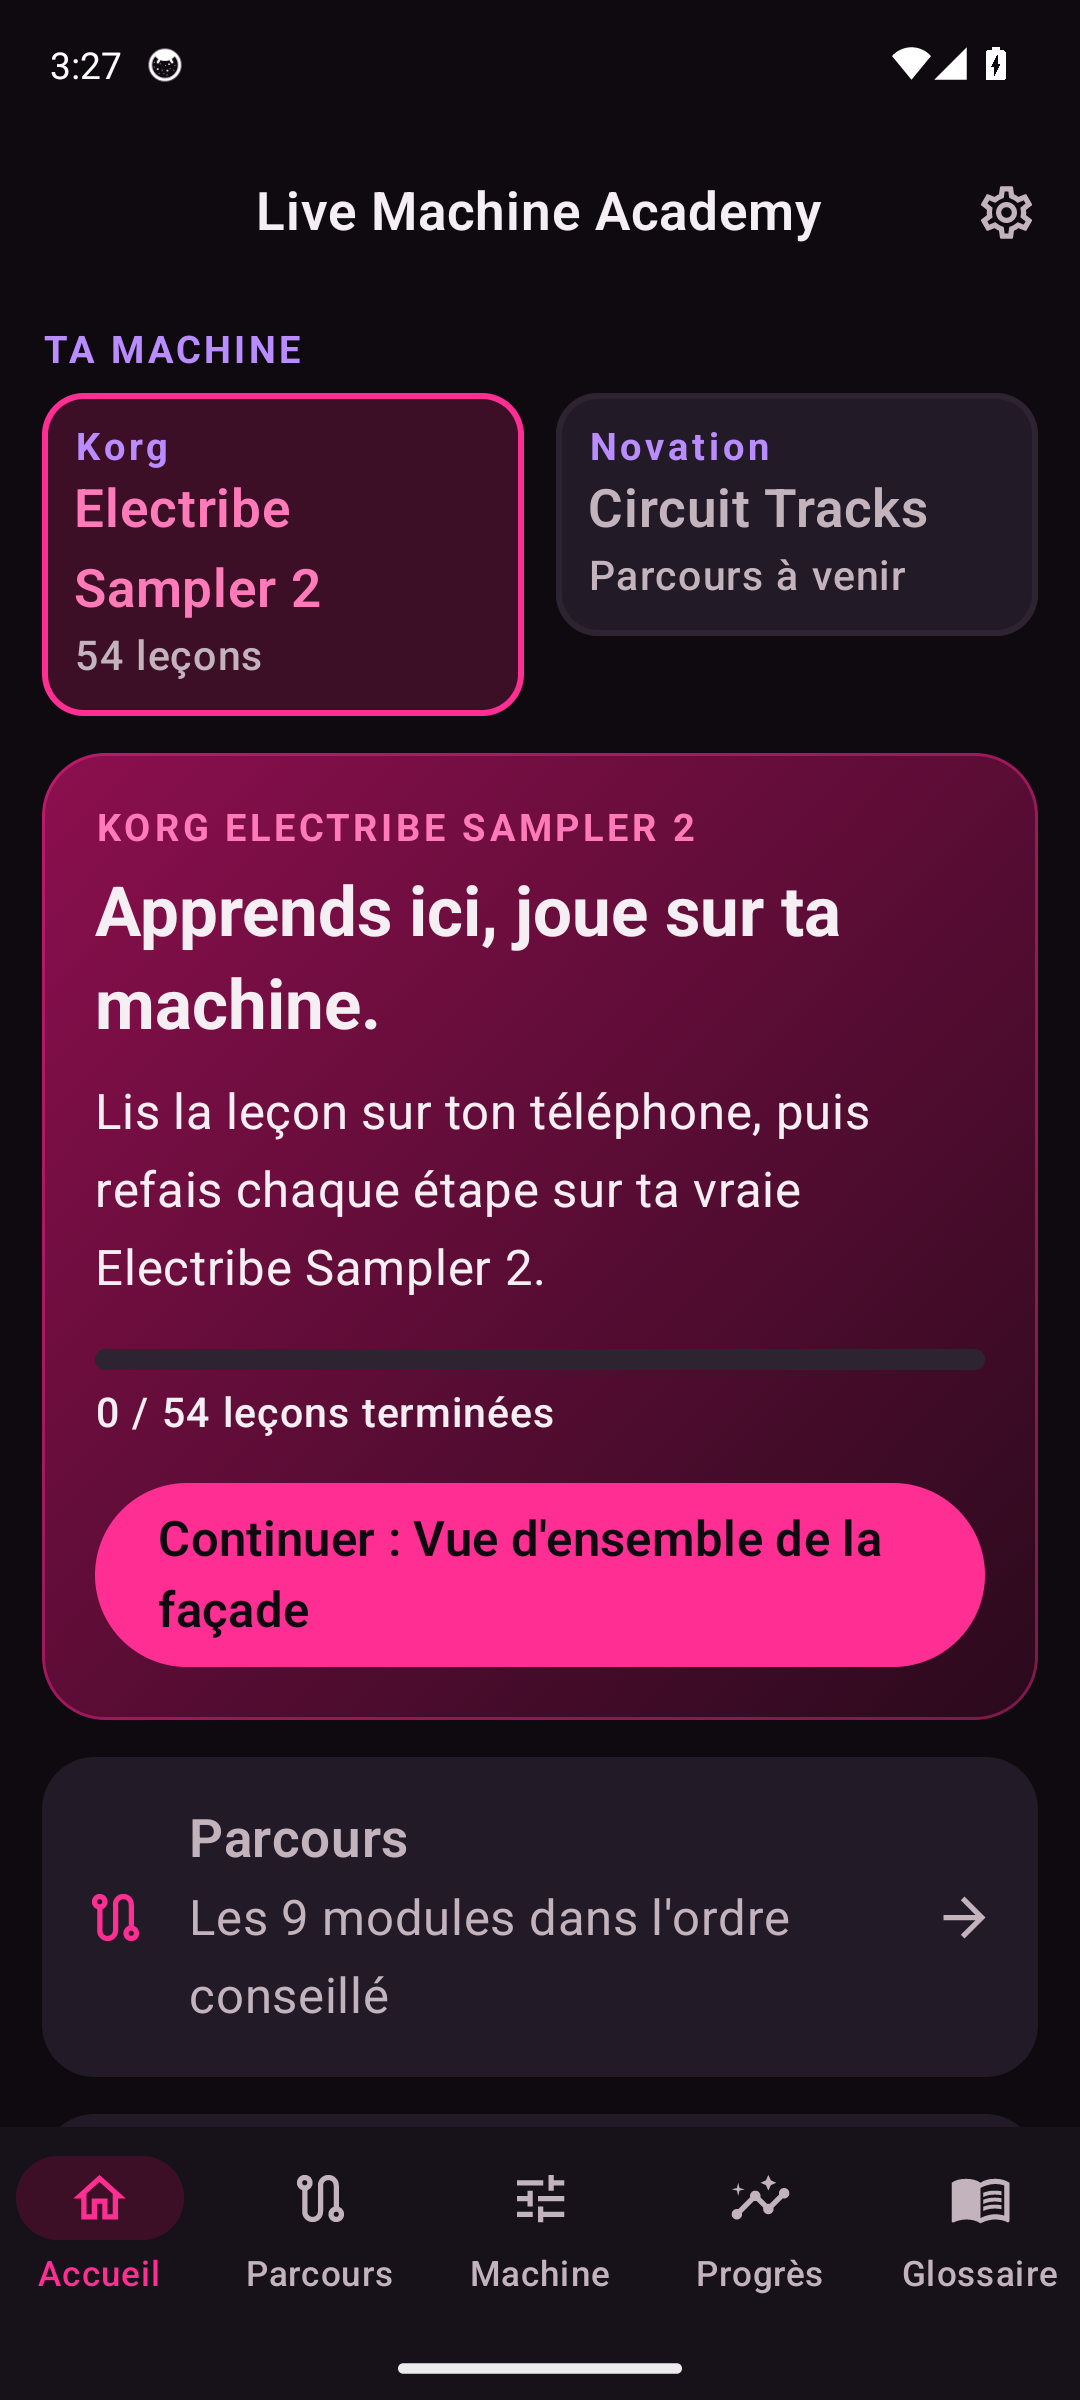 3:27
Live Machine Academy
TA MACHINE
Korg
Electribe
Sampler 2
54 leçons
Novation
Circuit Tracks
Parcours à venir
KORG ELECTRIBE SAMPLER 2
Apprends ici, joue sur ta
machine.
Lis la leçon sur ton téléphone, puis
refais chaque étape sur ta vraie
Electribe Sampler 2.
0 / 54 leçons terminées
Continuer : Vue d'ensemble de la
façade
Parcours
Les 9 modules dans l'ordre
conseillé
Accueil
Parcours
Machine
Progrès
Glossaire